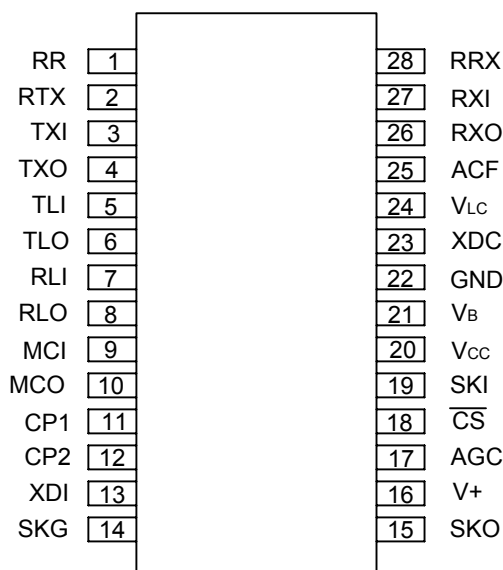 RR 1 28 RRX
RTX 2 27 RXI
TXI 3 26 RXO
TXO 4 25 ACF
TLI 5 24 VLC
TLO 6 23 XDC
RLI 7 22 GND
RLO 8 21 VB
MCI 9 20 VCC
MCO 10 19 SKI
CP1 11 18 C̅S̅
CP2 12 17 AGC
XDI 13 16 V+
SKG 14 15 SKO